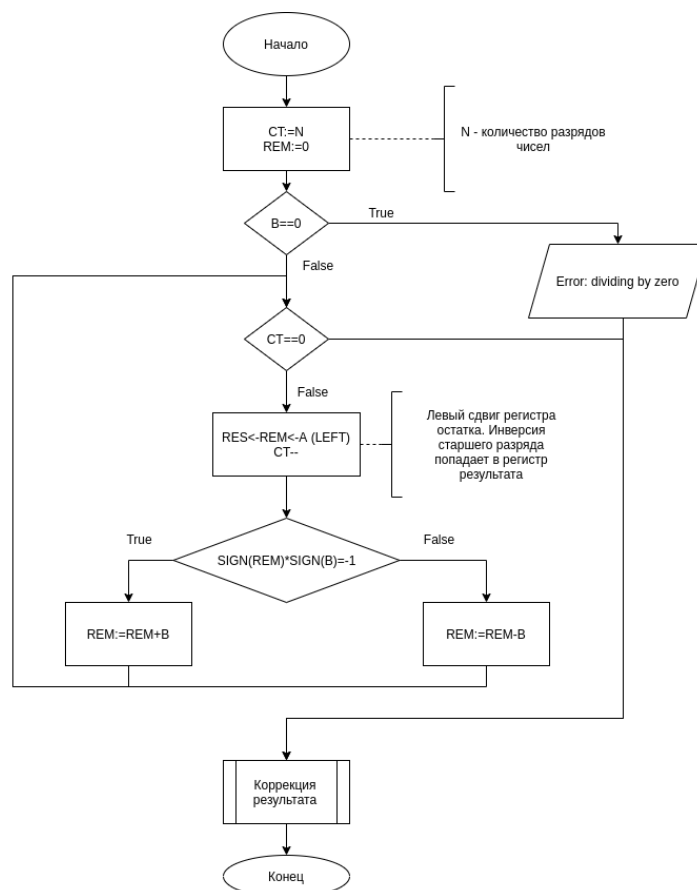 Начало
CT:=N
REM:=0
N - количество разрядов
чисел
B==0
True
False
Error: dividing by zero
CT==0
False
RES<-REM<-A (LEFT)
CT--
Левый сдвиг регистра
остатка. Инверсия
старшего разряда
попадает в регистр
результата
True
SIGN(REM)*SIGN(B)=-1
False
REM:=REM+B
REM:=REM-B
Коррекция
результата
Конец